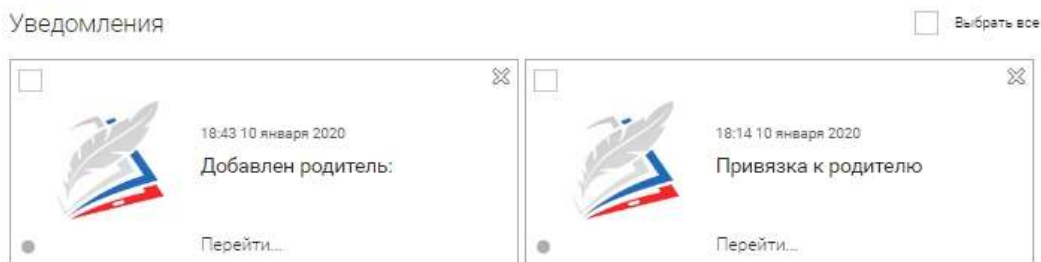 Уведомления
Выбрать все
18:43 10 января 2020
Добавлен родитель:
Перейти...
18:14 10 января 2020
Привязка к родителю
Перейти...